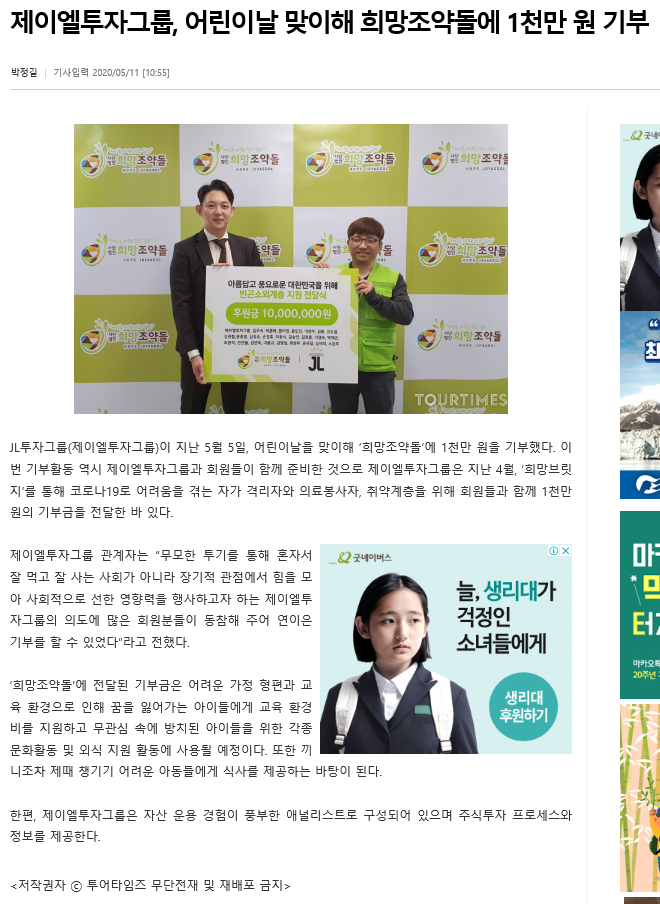 제이엘투자그룹, 어린이날 맞이해 희망조약돌에 1천만 원 기부
박정길 | 기사입력 2020/05/11 [10:55]
희망조약돌
HOPE JOYAKDOL
아름답고 풍요로운 대한민국을 위해
빈곤소외계층 지원 전달식
후원금 10,000,000원
희망조약돌
JL
TOURTIMES
JL투자그룹(제이엘투자그룹)이 지난 5월 5일, 어린이날을 맞이해 ‘희망조약돌’에 1천만 원을 기부했다. 이
번 기부활동 역시 제이엘투자그룹과 회원들이 함께 준비한 것으로 제이엘투자그룹은 지난 4월, ‘희망브릿
지’를 통해 코로나19로 어려움을 겪는 자가 격리자와 의료봉사자, 취약계층을 위해 회원들과 함께 1천만
원의 기부금을 전달한 바 있다.
제이엘투자그룹 관계자는 “무모한 투기를 통해 혼자서
잘 먹고 잘 사는 사회가 아니라 장기적 관점에서 힘을 모
아 사회적으로 선한 영향력을 행사하고자 하는 제이엘투
자그룹의 의도에 많은 회원분들이 동참해 주어 연이은
기부를 할 수 있었다”라고 전했다.
‘희망조약돌’에 전달된 기부금은 어려운 가정 형편과 교
육 환경으로 인해 꿈을 잃어가는 아이들에게 교육 환경
비를 지원하고 무관심 속에 방치된 아이들을 위한 각종
문화활동 및 외식 지원 활동에 사용될 예정이다. 또한 끼
니조차 제때 챙기기 어려운 아동들에게 식사를 제공하는 바탕이 된다.
굿네이버스
늘, 생리대가
걱정인
소녀들에게
생리대
후원하기
한편, 제이엘투자그룹은 자산 운용 경험이 풍부한 애널리스트로 구성되어 있으며 주식투자 프로세스와
정보를 제공한다.
<저작권자 ⓒ 투어타임즈 무단전재 및 재배포 금지>
굿네
마카오트
20주년